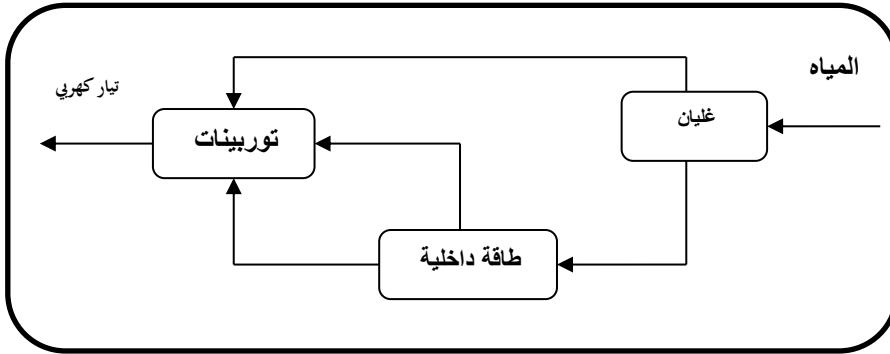 المياه
غليان
تيار كهربي
توربينات
طاقة داخلية